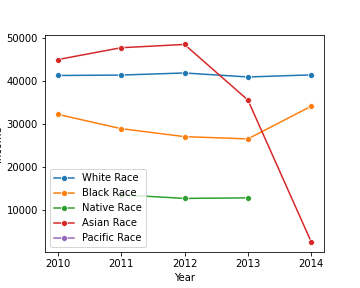 50000
40000
30000
20000
10000
White Race
Black Race
Native Race
Asian Race
Pacific Race
2010 2011 2012 2013 2014
Year